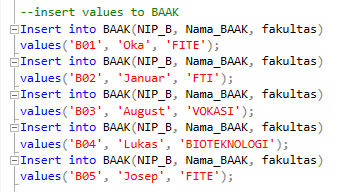 --insert values to BAAK
Insert into BAAK(NIP_B, Nama_BAAK, fakultas)
values('B01', 'Oka', 'FITE');
Insert into BAAK(NIP_B, Nama_BAAK, fakultas)
values('B02', 'Januar', 'FTI');
Insert into BAAK(NIP_B, Nama_BAAK, fakultas)
values('B03', 'August', 'VOKASI');
Insert into BAAK(NIP_B, Nama_BAAK, fakultas)
values('B04', 'Lukas', 'BIOTEKNOLOGI');
Insert into BAAK(NIP_B, Nama_BAAK, fakultas)
values('B05', 'Josep', 'FITE');